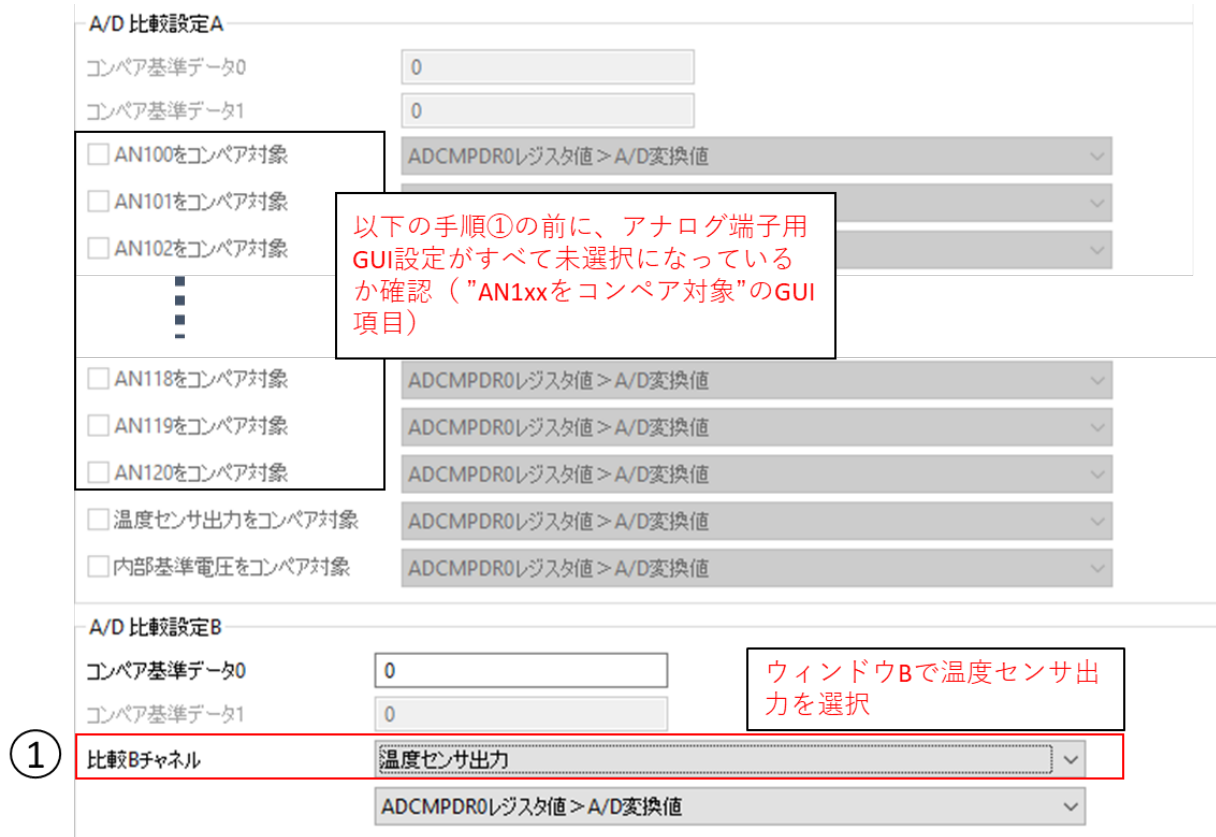 A/D 比較設定A
コンペア基準データ0
0
コンペア基準データ1
0
AN100をコンペア対象
ADCMPDR0レジスタ値＞A/D変換値
AN101をコンペア対象
AN102をコンペア対象
以下の手順①の前に、アナログ端子用
GUI設定がすべて未選択になっている
か確認（ ”AN1xxをコンペア対象”のGUI
項目）
AN118をコンペア対象
ADCMPDR0レジスタ値＞A/D変換値
AN119をコンペア対象
ADCMPDR0レジスタ値＞A/D変換値
AN120をコンペア対象
ADCMPDR0レジスタ値＞A/D変換値
温度センサ出力をコンペア対象
ADCMPDR0レジスタ値＞A/D変換値
内部基準電圧をコンペア対象
ADCMPDR0レジスタ値＞A/D変換値
A/D 比較設定B
コンペア基準データ0
0
ウィンドウBで温度センサ出
力を選択
コンペア基準データ1
0
①
比較Bチャネル
温度センサ出力
ADCMPDR0レジスタ値＞A/D変換値